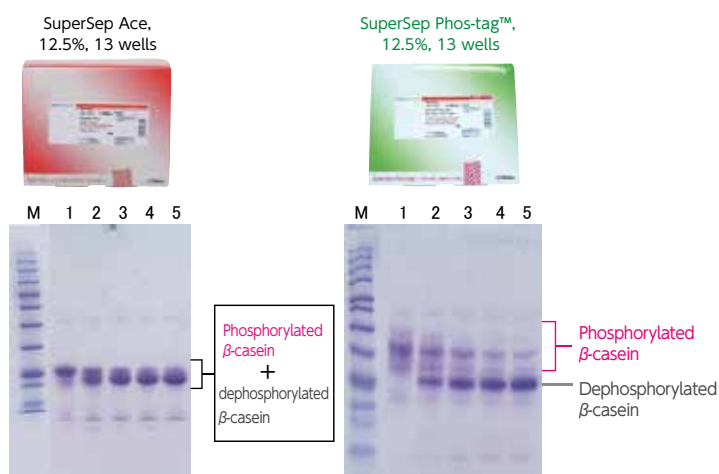 SuperSep Ace,
12.5%, 13 wells
SuperSep Phos-tag™,
12.5%, 13 wells
M 1 2 3 4 5
M 1 2 3 4 5
Phosphorylated
β-casein
+
dephosphorylated
β-casein
Phosphorylated
β-casein
Dephosphorylated
β-casein